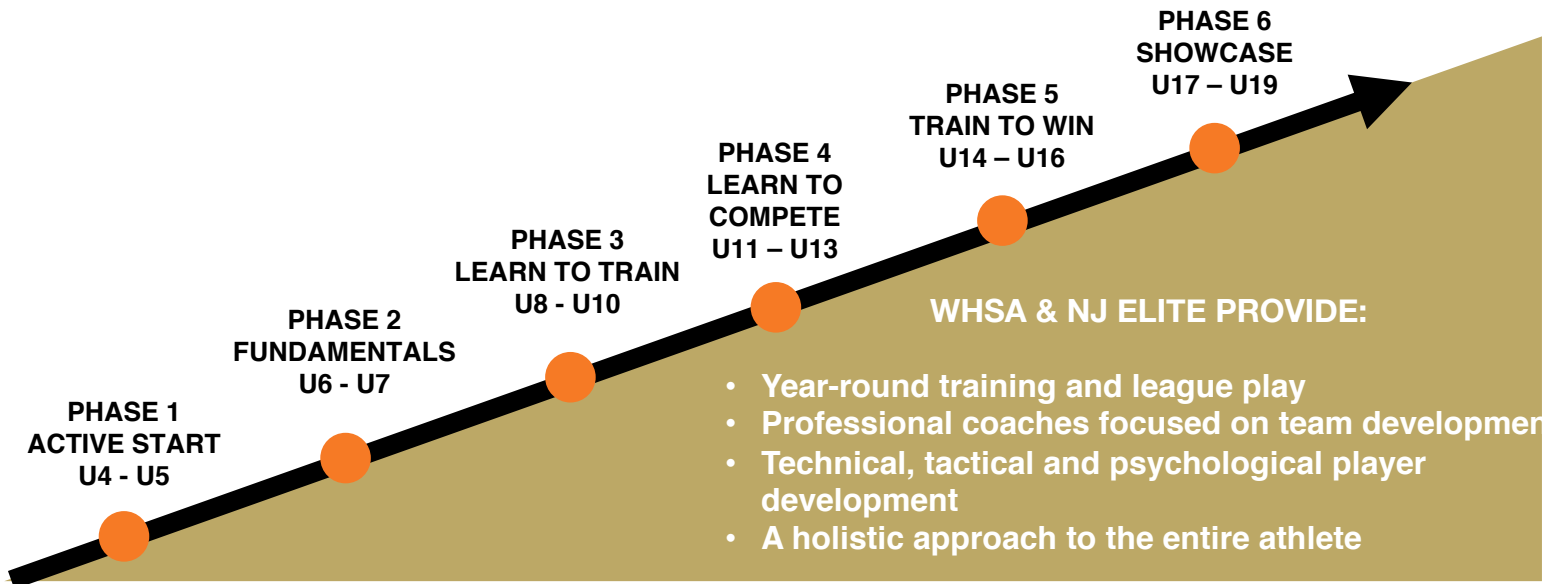 PHASE 1
ACTIVE START
U4 - U5
PHASE 2
FUNDAMENTALS
U6 - U7
PHASE 3
LEARN TO TRAIN
U8 - U10
PHASE 4
LEARN TO
COMPETE
U11 – U13
PHASE 5
TRAIN TO WIN
U14 – U16
PHASE 6
SHOWCASE
U17 – U19
WHSA & NJ ELITE PROVIDE:
• Year-round training and league play
• Professional coaches focused on team developmen
• Technical, tactical and psychological player
development
• A holistic approach to the entire athlete